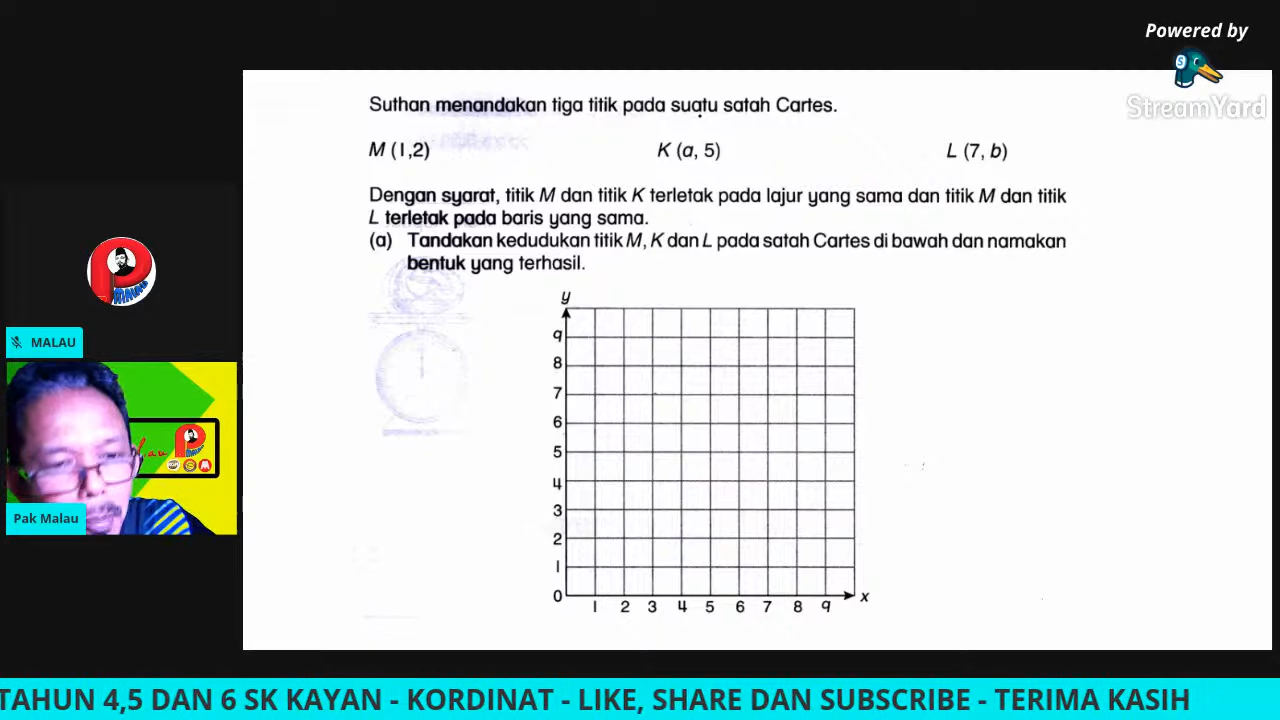 Powered by
StreamYard
Suthan menandakan tiga titik pada suatu satah Cartes.
M (1,2) K (a, 5) L (7, b)
Dengan syarat, titik M dan titik K terletak pada lajur yang sama dan titik M dan titik
L terletak pada baris yang sama.
(a) Tandakan kedudukan titik M, K dan L pada satah Cartes di bawah dan namakan
bentuk yang terhasil.
y
9
8
7
6
5
4
3
2
1
0
1 2 3 4 5 6 7 8 9 x
MALAU
MALAU
Pak Malau
TAHUN 4,5 DAN 6 SK KAYAN - KORDINAT - LIKE, SHARE DAN SUBSCRIBE - TERIMA KASIH